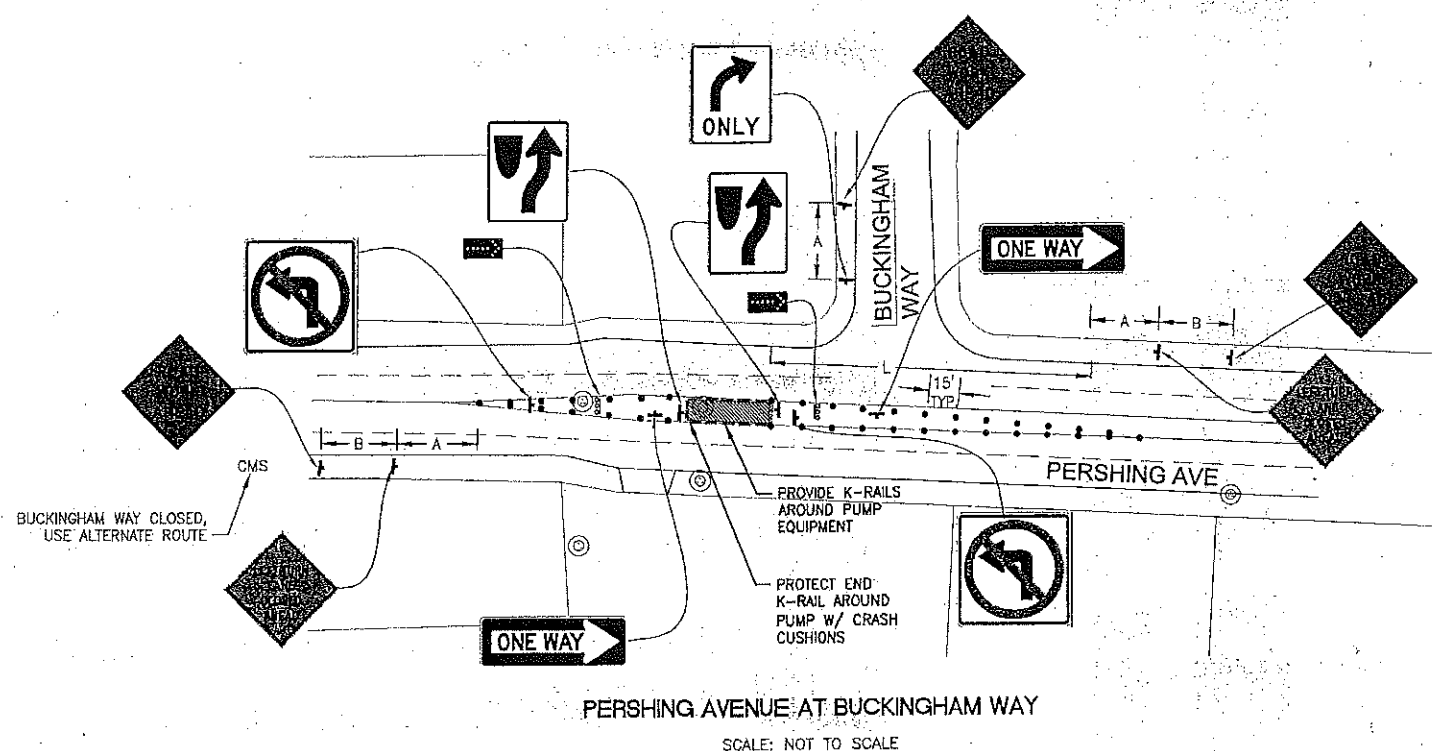 ONLY
BUCKINGHAM
WAY
ONE WAY
A
A
B
L
15'
TYP.
B
A
CMS
BUCKINGHAM WAY CLOSED,
USE ALTERNATE ROUTE
PERSHING AVE
PROVIDE K-RAILS
AROUND PUMP
EQUIPMENT
PROTECT END
K-RAIL AROUND
PUMP W/ CRASH
CUSHIONS
ONE WAY
PERSHING AVENUE AT BUCKINGHAM WAY
SCALE: NOT TO SCALE